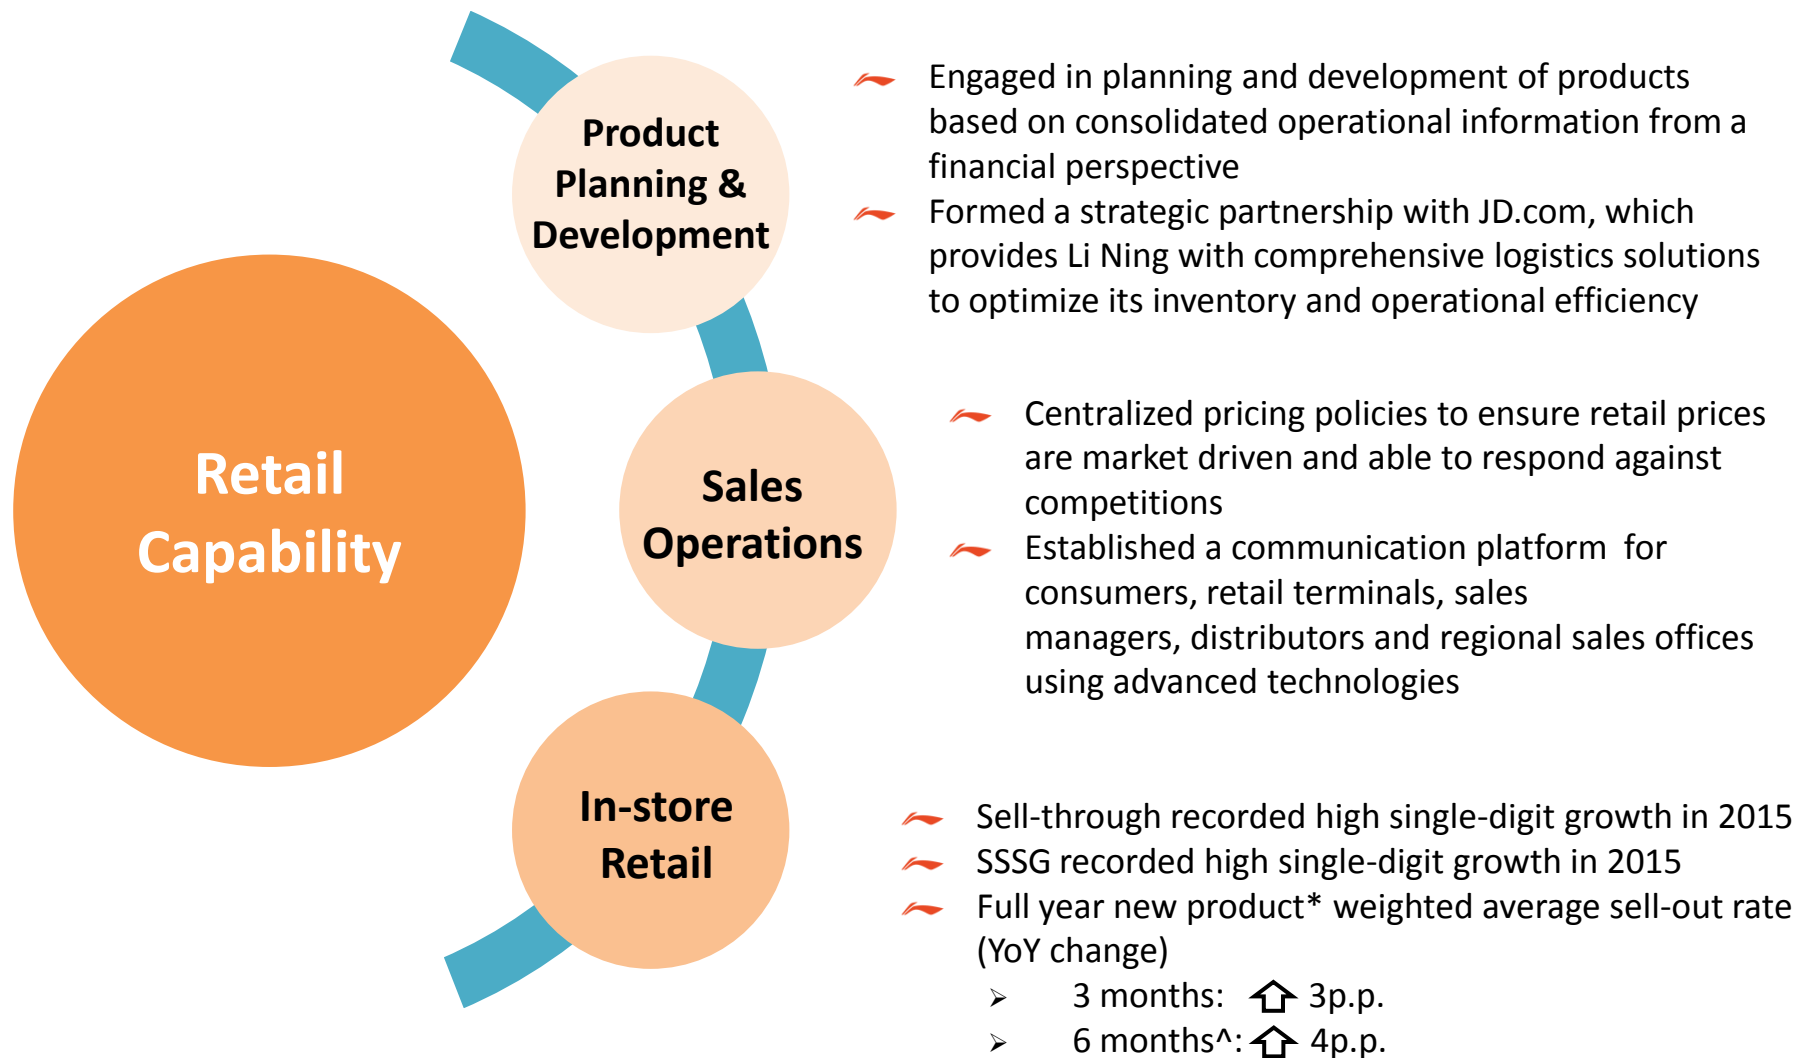 Product
Planning &
Development
Engaged in planning and development of products
based on consolidated operational information from a
financial perspective
Formed a strategic partnership with JD.com, which
provides Li Ning with comprehensive logistics solutions
to optimize its inventory and operational efficiency
Retail
Capability
Sales
Operations
Centralized pricing policies to ensure retail prices
are market driven and able to respond against
competitions
Established a communication platform for
consumers, retail terminals, sales
managers, distributors and regional sales offices
using advanced technologies
In-store
Retail
Sell-through recorded high single-digit growth in 2015
SSSG recorded high single-digit growth in 2015
Full year new product* weighted average sell-out rate
(YoY change)
➢ 3 months: ⇧ 3p.p.
➢ 6 months^: ⇧ 4p.p.